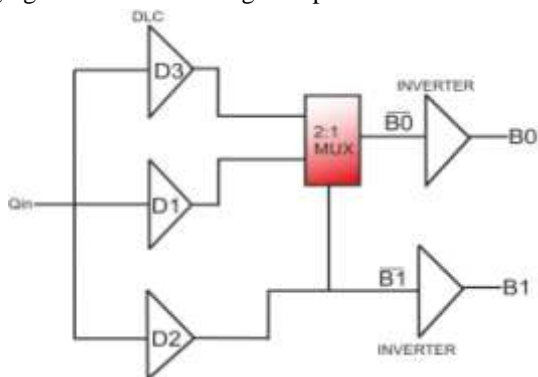 DLC
D3
INVERTER
2:1
MUX
B0
B0
Qin
D1
B1
B1
D2
INVERTER